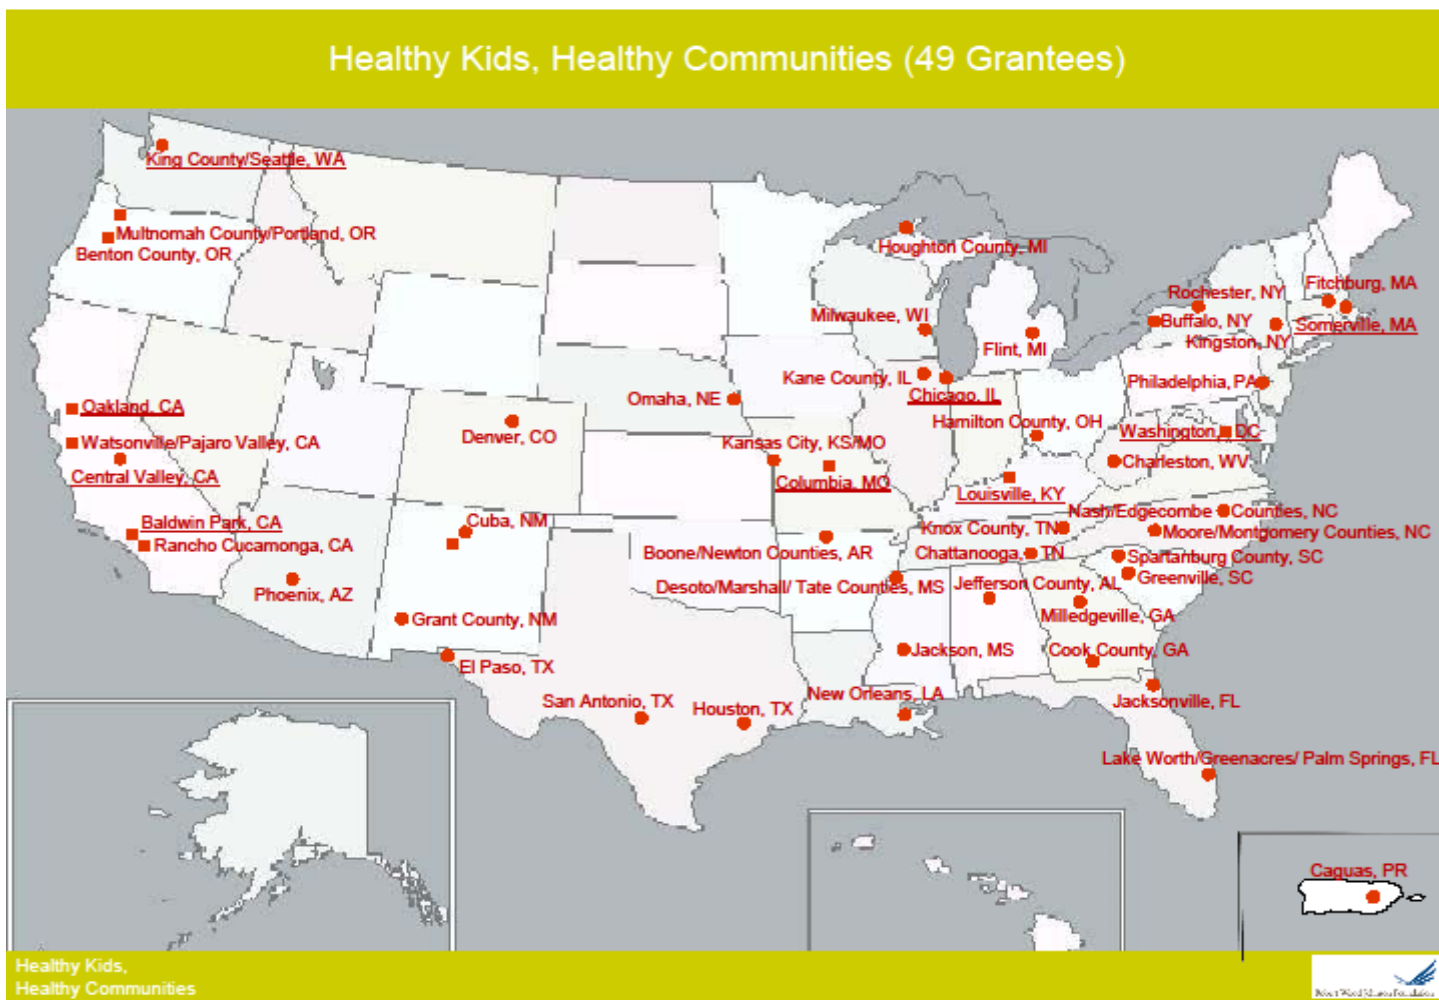 Healthy Kids, Healthy Communities (49 Grantees)
King County/Seattle, WA
Multnomah County/Portland, OR
Benton County, OR
Houghton County, MI
Fitchburg, MA
Rochester, NY
Milwaukee, WI
Buffalo, NY
Somerville, MA
Kingston, NY
Flint, MI
Kane County, IL
Philadelphia, PA
Chicago, IL
Omaha, NE
Oakland, CA
Hamilton County, OH
Washington, DC
Denver, CO
Kansas City, KS/MO
Watsonville/Pajaro Valley, CA
Charleston, WV
Central Valley, CA
Columbia, MO
Louisville, KY
Nash/Edgecombe Counties, NC
Baldwin Park, CA
Cuba, NM
Knox County, TN
Moore/Montgomery Counties, NC
Rancho Cucamonga, CA
Boone/Newton Counties, AR
Chattanooga, TN
Spartanburg County, SC
Greenville, SC
Phoenix, AZ
Desoto/Marshall/ Tate Counties, MS
Jefferson County, AL
Milledgeville, GA
Grant County, NM
Jackson, MS
Cook County, GA
El Paso, TX
San Antonio, TX
Houston, TX
New Orleans, LA
Jacksonville, FL
Lake Worth/Greenacres/ Palm Springs, FL
Caguas, PR
Healthy Kids,
Healthy Communities
Robert Wood Johnson Foundation